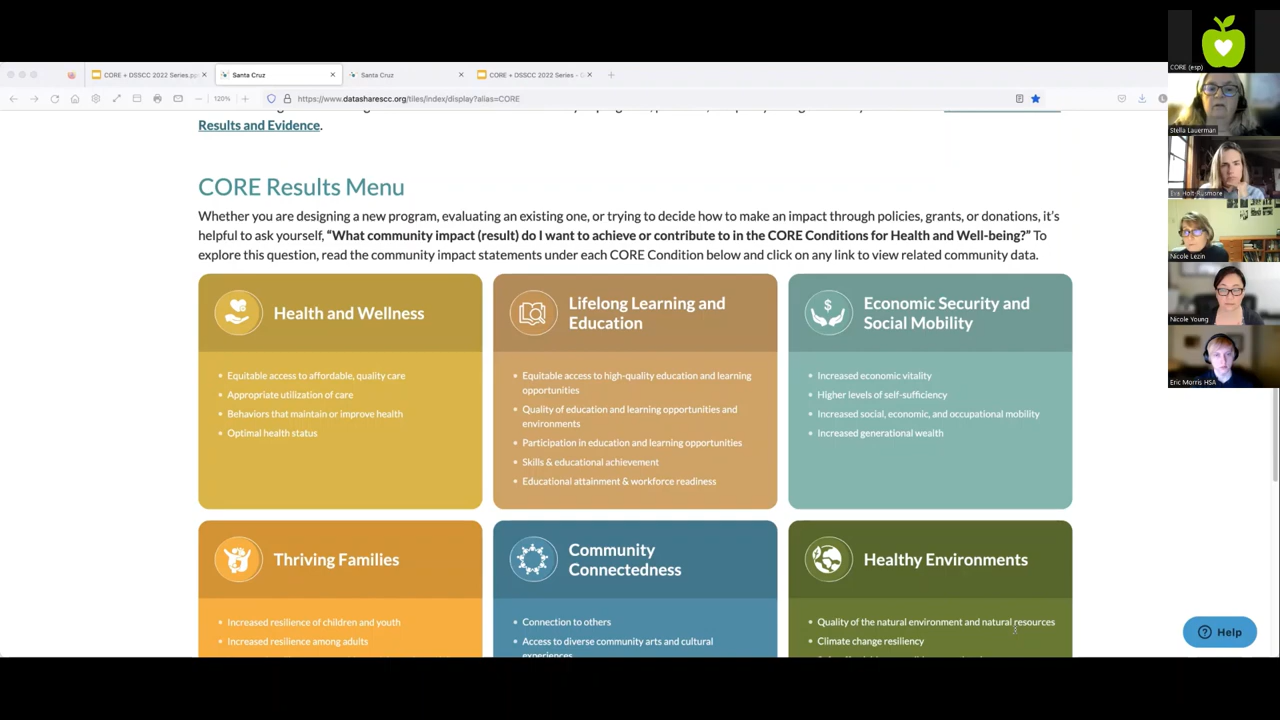 CORE + DSSCC 2022 Series.pp
Santa Cruz
Santa Cruz
CORE + DSSCC 2022 Series - G
120%
https://www.datasharescc.org/tiles/index/display?alias=CORE
Results and Evidence.
CORE Results Menu
Whether you are designing a new program, evaluating an existing one, or trying to decide how to make an impact through policies, grants, or donations, it's
helpful to ask yourself, “What community impact (result) do I want to achieve or contribute to in the CORE Conditions for Health and Well-being?” To
explore this question, read the community impact statements under each CORE Condition below and click on any link to view related community data.
Health and Wellness
Equitable access to affordable, quality care
Appropriate utilization of care
Behaviors that maintain or improve health
Optimal health status
Lifelong Learning and
Education
Equitable access to high-quality education and learning
opportunities
Quality of education and learning opportunities and
environments
Participation in education and learning opportunities
Skills & educational achievement
Educational attainment & workforce readiness
Economic Security and
Social Mobility
Increased economic vitality
Higher levels of self-sufficiency
Increased social, economic, and occupational mobility
Increased generational wealth
Thriving Families
Increased resilience of children and youth
Increased resilience among adults
Community
Connectedness
Connection to others
Access to diverse community arts and cultural
experiences
Healthy Environments
Quality of the natural environment and natural resources
Climate change resiliency
Help
CORE (esp)
Stella Lauerman
Nicole Lezin
Nicole Young
Eric Morris HSA